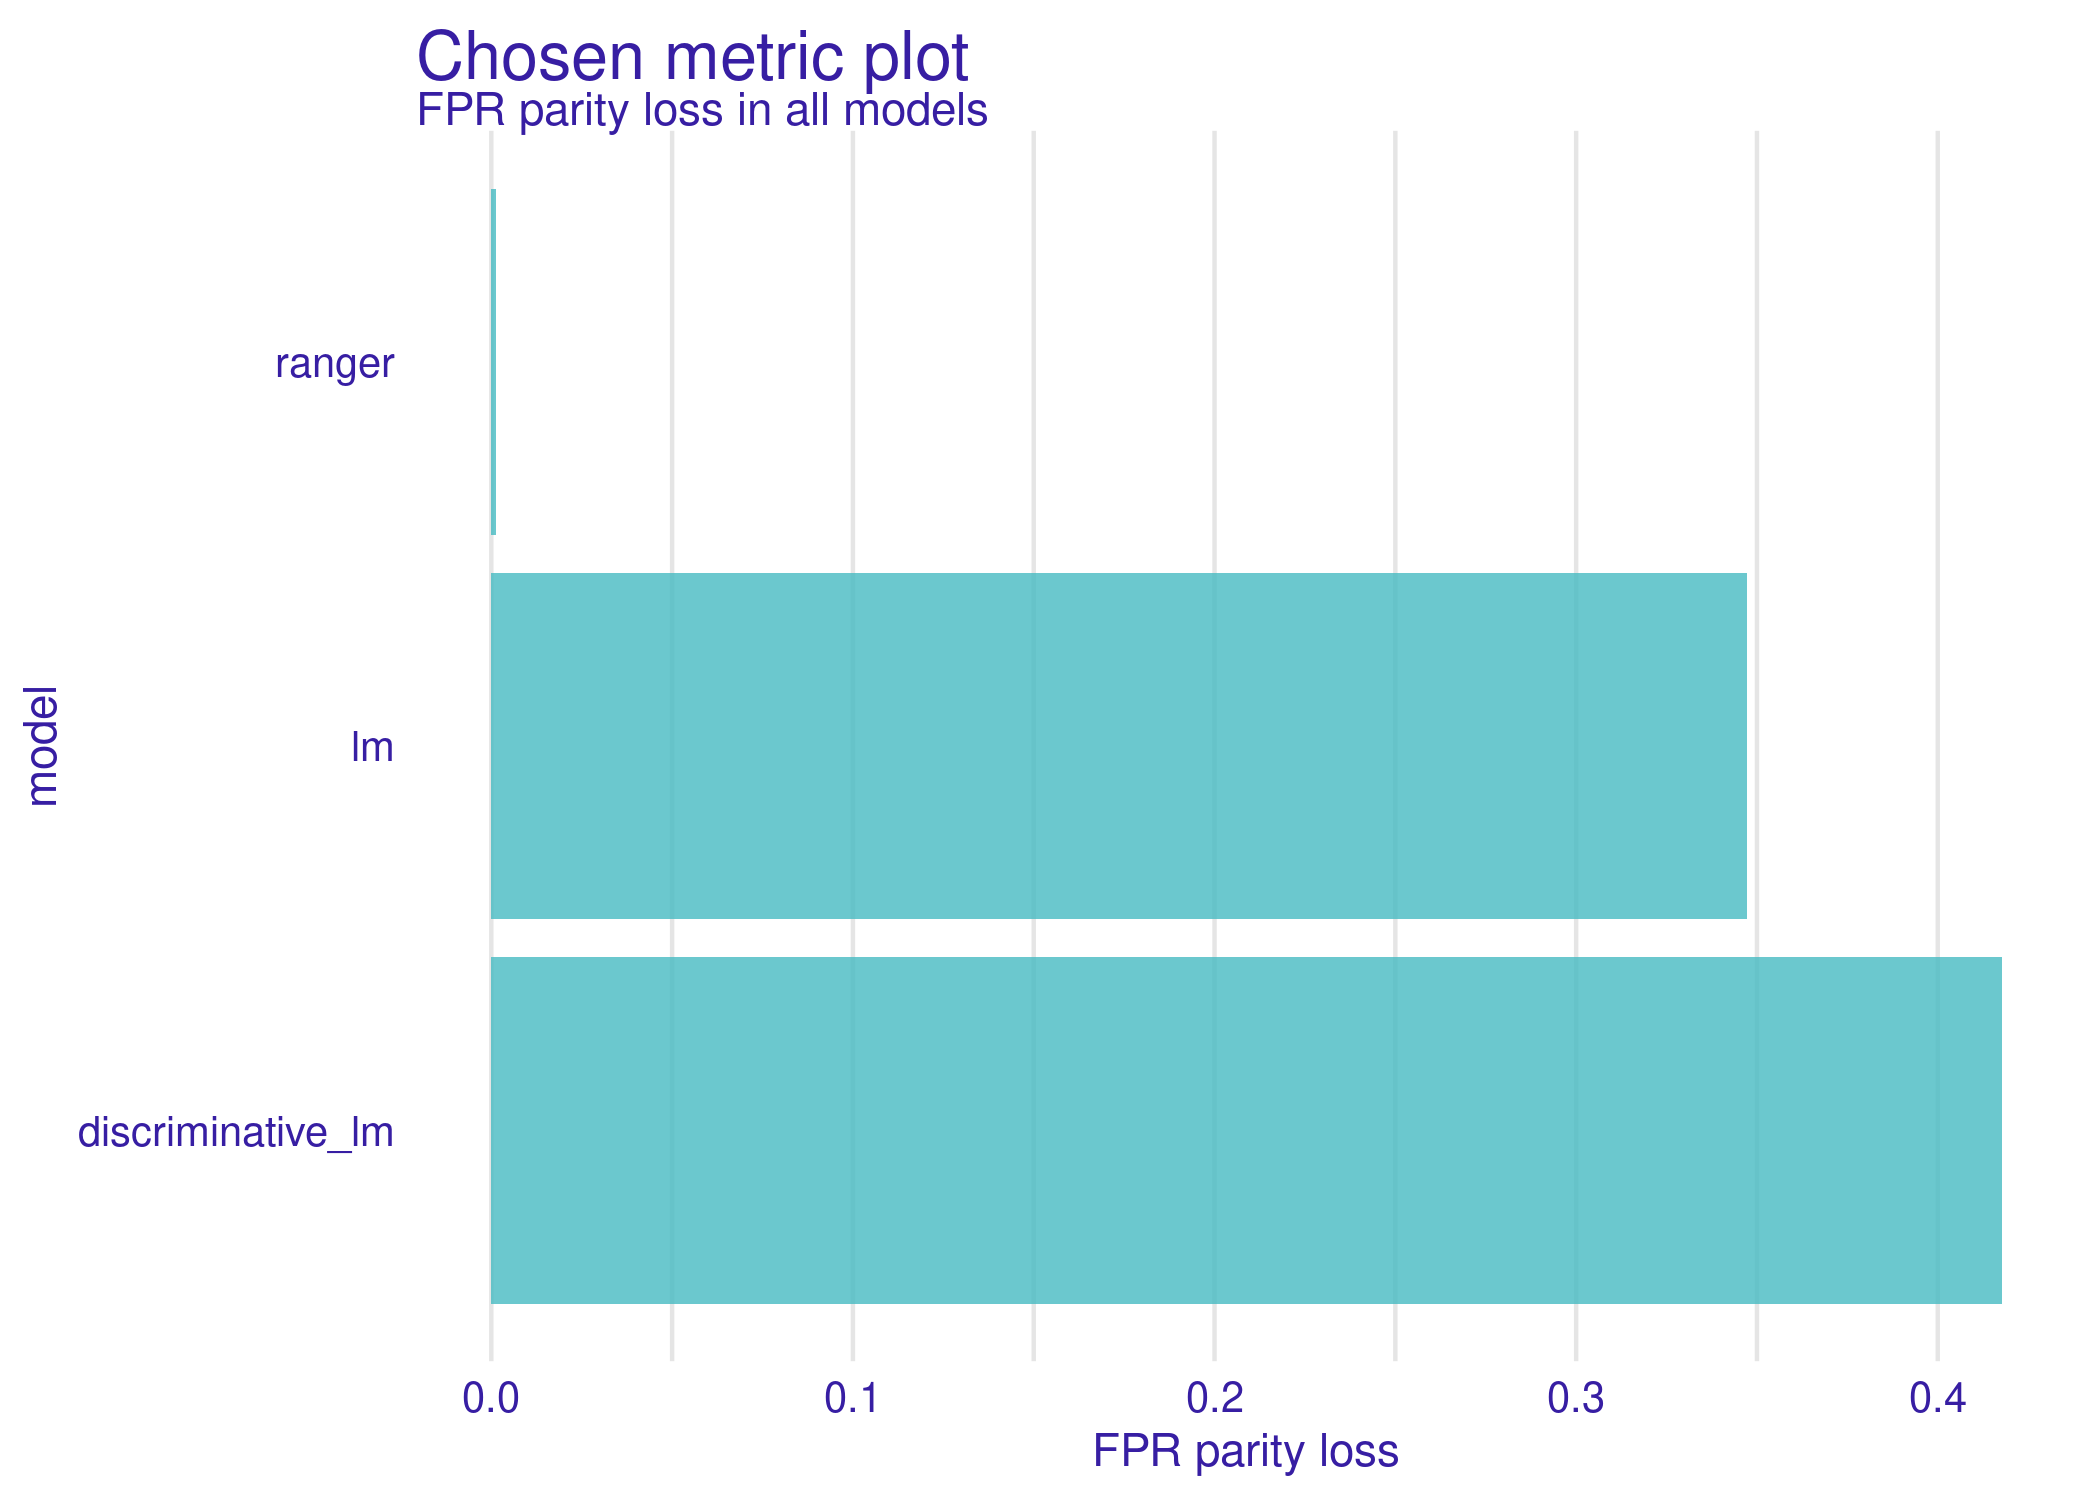 Chosen metric plot
FPR parity loss in all models
ranger
lm
discriminative_lm
model
0.0 0.1 0.2 0.3 0.4
FPR parity loss